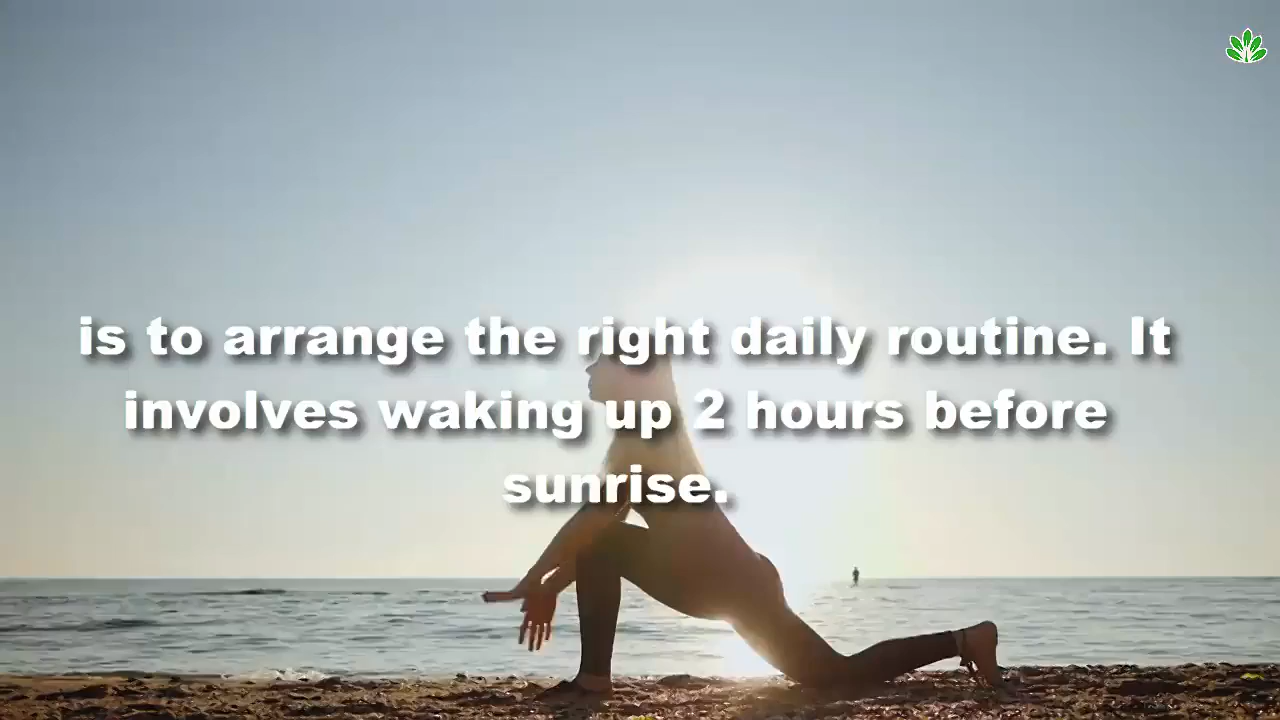 is to arrange the right daily routine. It
involves waking up 2 hours before
sunrise.